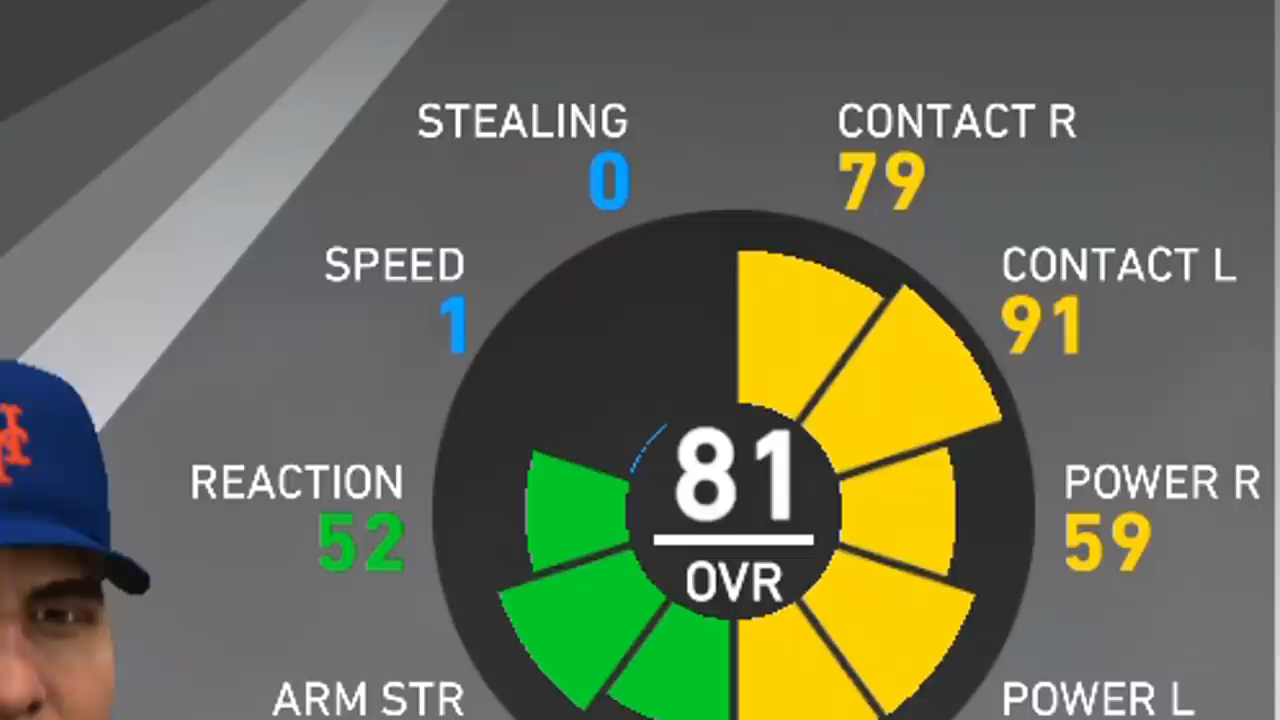 STEALING
0
CONTACT R
79
SPEED
1
CONTACT L
91
REACTION
52
81
OVR
POWER R
59
ARM STR
POWER L